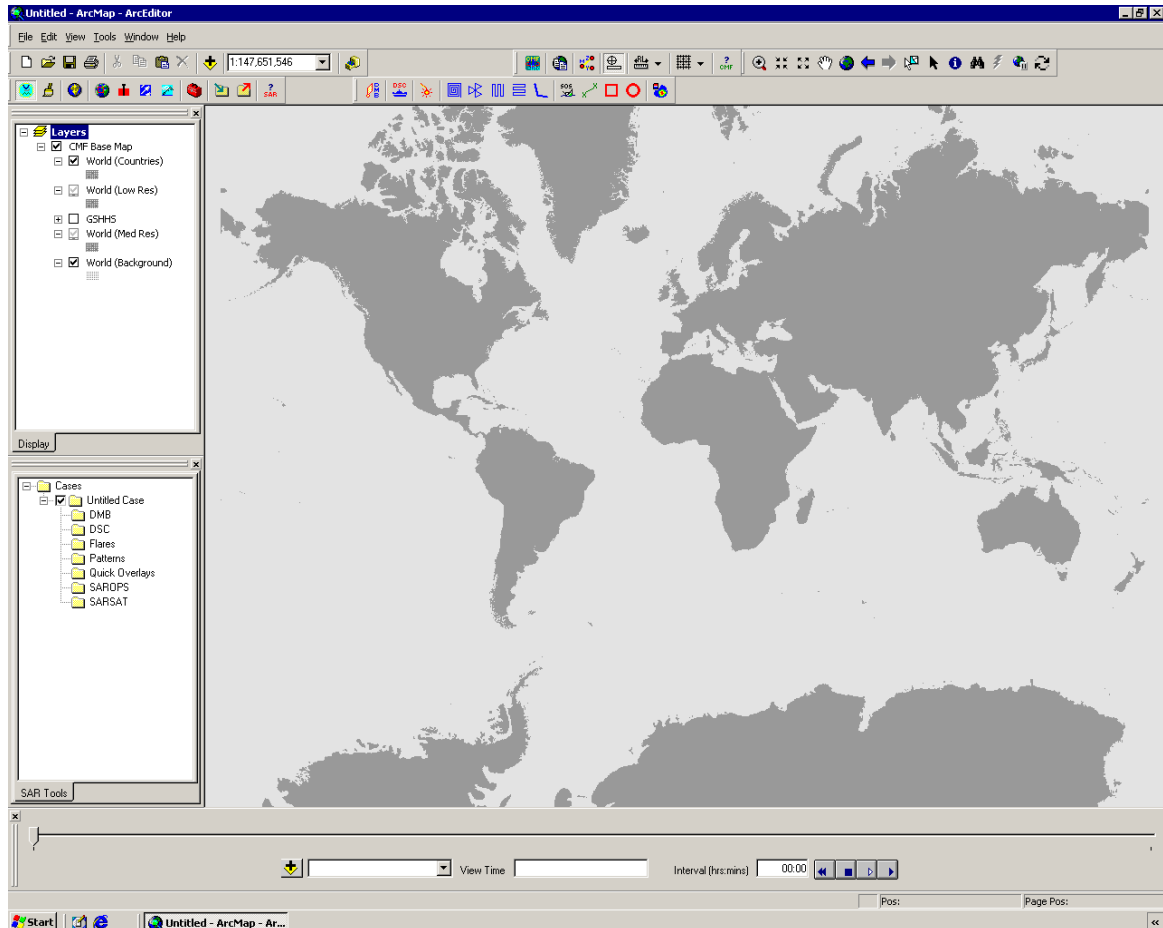 Untitled - ArcMap - ArcEditor
File Edit View Tools Window Help
1:147,651,546
CMF
DSC
SOS
SAR
Layers
CMF Base Map
World (Countries)
World (Low Res)
GSHHS
World (Med Res)
World (Background)
Display
Cases
Untitled Case
DMB
DSC
Flares
Patterns
Quick Overlays
SAROPS
SARSAT
SAR Tools
View Time
Interval (hrs:mins)
00:00
Pos:
Page Pos:
Start
Untitled - ArcMap - Ar...